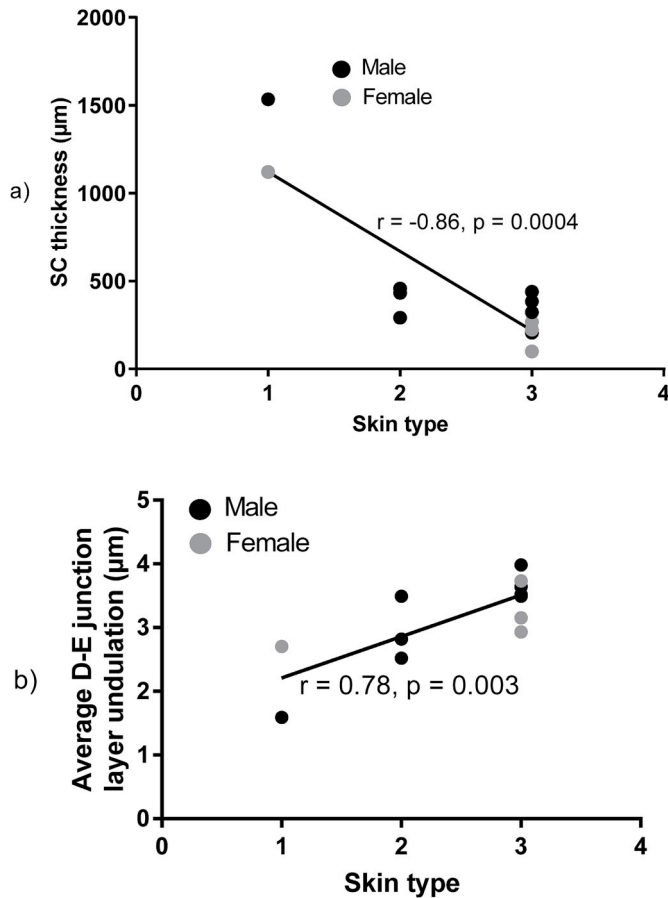 a)
SC thickness (µm)
2000
1500
1000
500
0
Male
Female
r = -0.86, p = 0.0004
0 1 2 3 4
Skin type
b)
Average D-E junction
layer undulation (µm)
5
4
3
2
1
0
Male
Female
r = 0.78, p = 0.003
0 1 2 3 4
Skin type